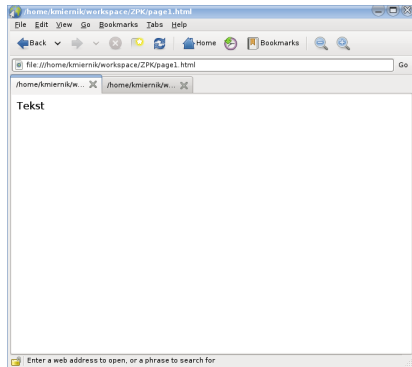 /home/kmiernik/workspace/ZPK/page1.html
File Edit View Go Bookmarks Tabs Help
Back Home Bookmarks
file:///home/kmiernik/workspace/ZPK/page1.html Go
/home/kmiernik/w... /home/kmiernik/w...
Tekst
Enter a web address to open, or a phrase to search for